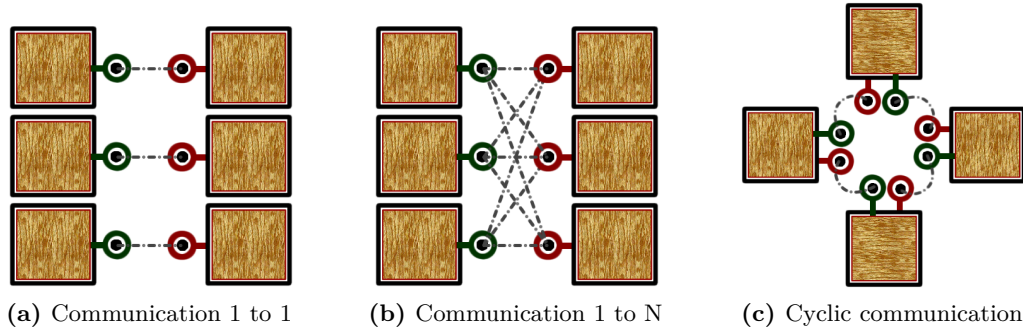 (a) Communication 1 to 1
(b) Communication 1 to N
(c) Cyclic communication